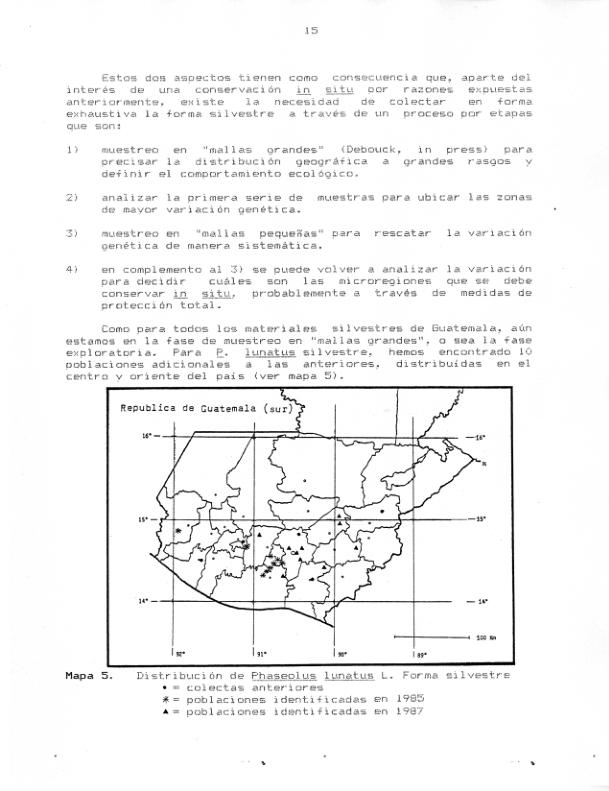 15
Estos dos aspectos tienen como consecuencia que, aparte del
interés de una conservación in situ por razones expuestas
anteriormente, existe la necesidad de colectar en forma
exhaustiva la forma silvestre a través de un proceso por etapas
que son:
1) muestreo en "mallas grandes" (Debouck, in press) para
precisar la distribución geográfica a grandes rasgos y
definir el comportamiento ecológico.
2) analizar la primera serie de muestras para ubicar las zonas
de mayor variación genética.
3) muestreo en "mallas pequeñas" para rescatar la variación
genética de manera sistemática.
4) en complemento al 3) se puede volver a analizar la variación
para decidir cuáles son las microregiones que se debe
conservar in situ, probablemente a través de medidas de
protección total.
Como para todos los materiales silvestres de Guatemala, aún
estamos en la fase de muestreo en "mallas grandes", o sea la fase
exploratoria. Para P. lunatus silvestre, hemos encontrado 10
poblaciones adicionales a las anteriores, distribuidas en el
centro y oriente del país (ver mapa 5).
Republica de Guatemala (sur)
16° 16°
N
15° 15°
14° 14°
100 Km
92° 91° 90° 89°
Mapa 5. Distribución de Phaseolus lunatus L. Forma silvestre
• = colectas anteriores
* = poblaciones identificadas en 1985
▲ = poblaciones identificadas en 1987